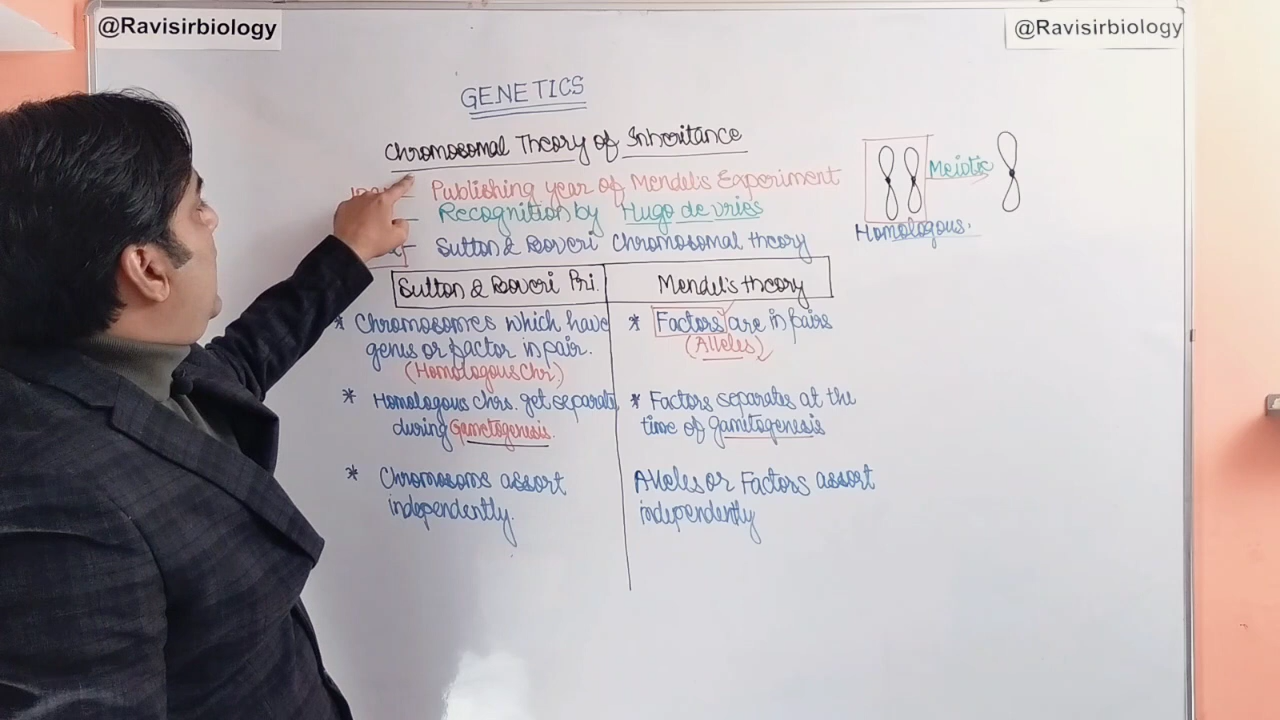 @Ravisirbiology
@Ravisirbiology
GENETICS
Chromosomal Theory of Inheritance
Publishing year of Mendel's Experiment
Recognition by Hugo de vries
Sutton & Boveri Chromosomal theory
Meiotic
Homologous.
Sutton & Boveri Pri.
Mendel's theory
* Chromosomes which have
genes or factor in pair.
(Homologous Chr.)
* Homologous chrs. get separate
during Gametogenesis.
* Chromosome assort
independently.
* Factors are in pairs
(Alleles)
* Factors separates at the
time of gametogenesis
Alleles or Factors assort
independently